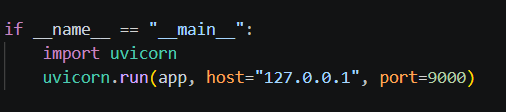 if __name__ == "__main__":
    import uvicorn
    uvicorn.run(app, host="127.0.0.1", port=9000)